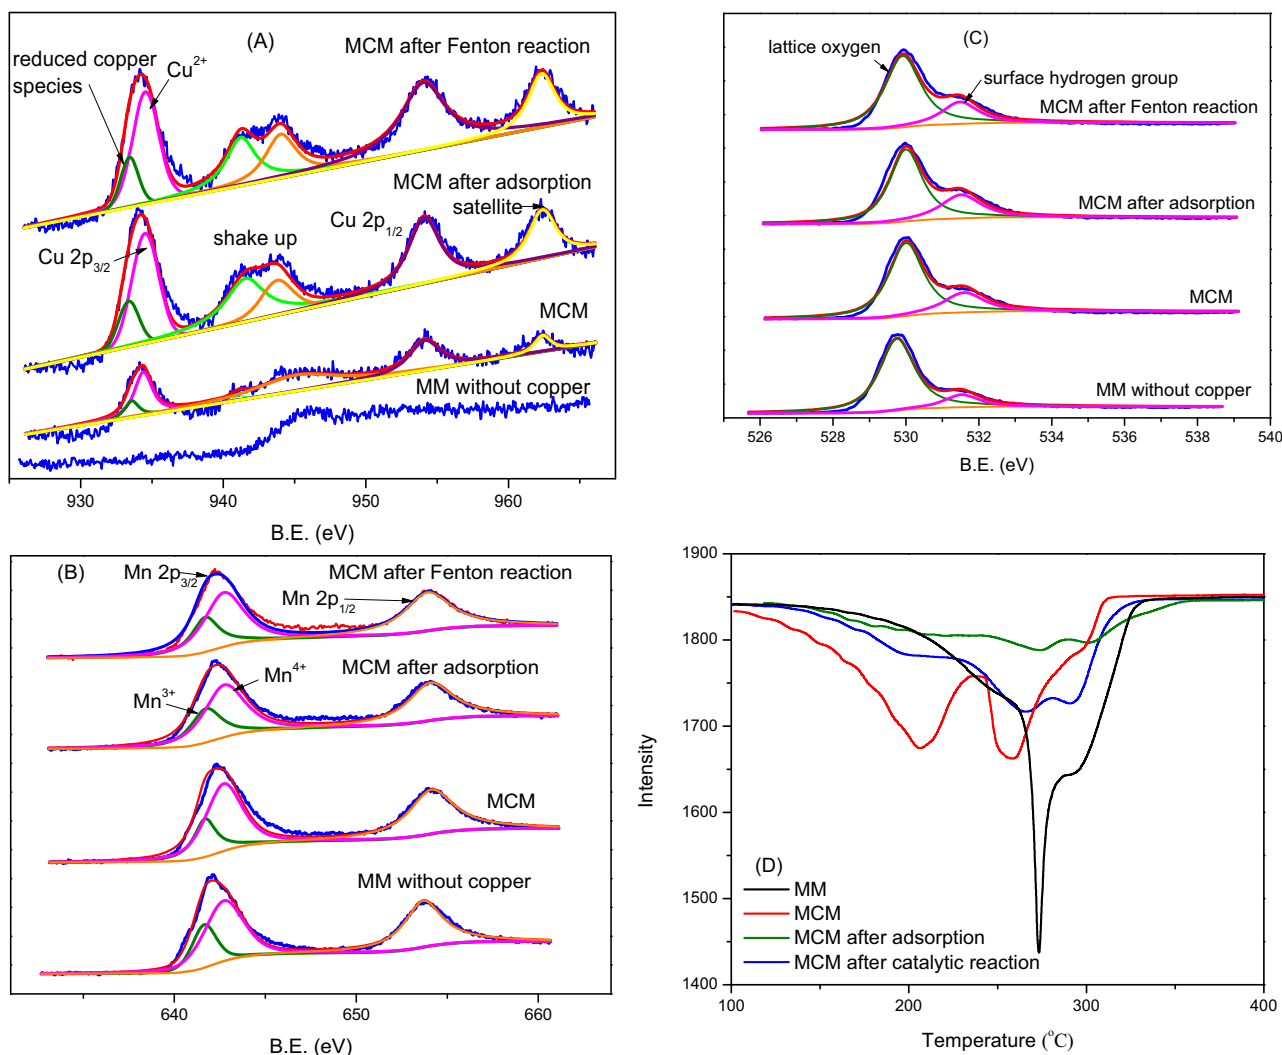 (A)
MCM after Fenton reaction
reduced copper
species
Cu2+
MCM after adsorption
satellite
Cu 2p1/2
shake up
Cu 2p3/2
MCM
MM without copper
930 940 950 960
B.E. (eV)
(C)
lattice oxygen
surface hydrogen group
MCM after Fenton reaction
MCM after adsorption
MCM
MM without copper
526 528 530 532 534 536 538 540
B.E. (eV)
(B)
Mn 2p3/2
MCM after Fenton reaction
Mn 2p1/2
MCM after adsorption
Mn4+
Mn3+
MCM
MM without copper
640 650 660
B.E. (eV)
1900
1800
1700
1600
1500
1400
Intensity
(D)
MM
MCM
MCM after adsorption
MCM after catalytic reaction
100 200 300 400
Temperature (°C)